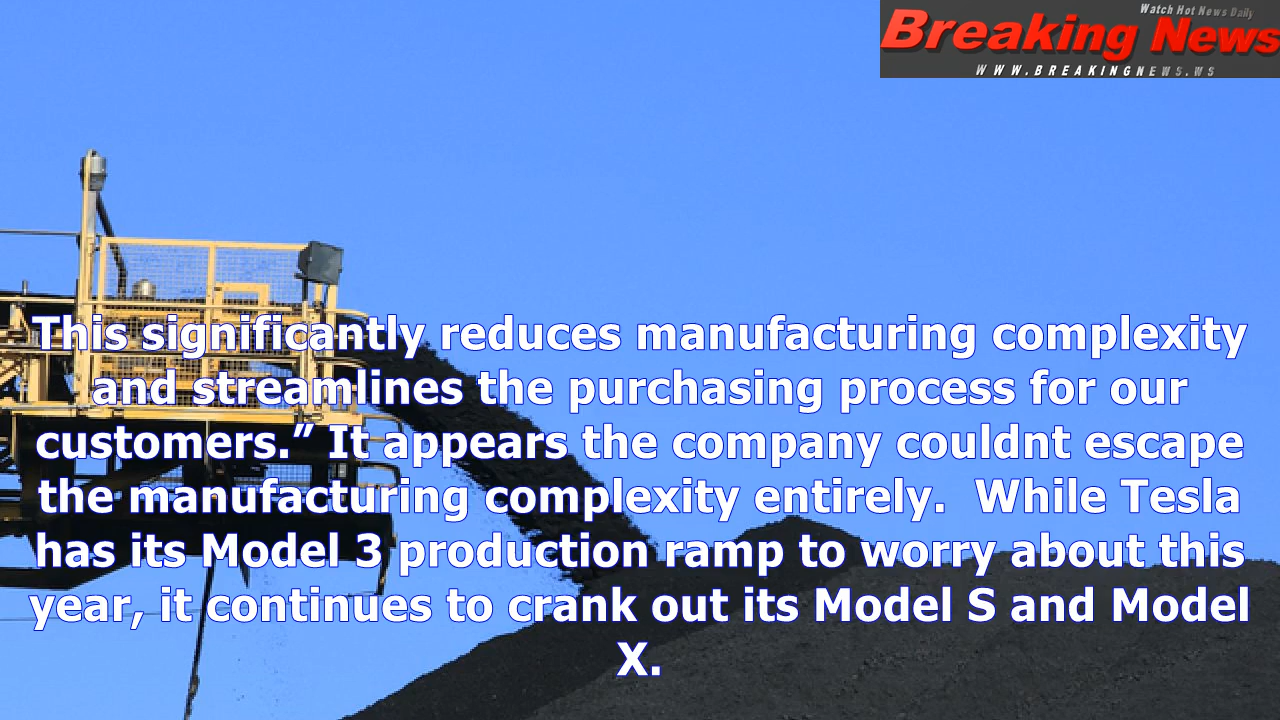 Watch Hot News Daily
Breaking News
WWW.BREAKINGNEWS.WS
This significantly reduces manufacturing complexity
and streamlines the purchasing process for our
customers.” It appears the company couldnt escape
the manufacturing complexity entirely. While Tesla
has its Model 3 production ramp to worry about this
year, it continues to crank out its Model S and Model
X.